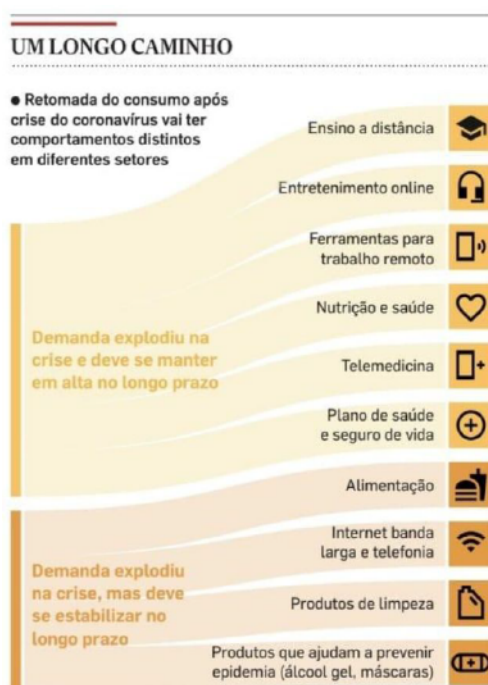 UM LONGO CAMINHO
● Retomada do consumo após
crise do coronavírus vai ter
comportamentos distintos
em diferentes setores
Demanda explodiu na
crise e deve se manter
em alta no longo prazo
Ensino a distância
Entretenimento online
Ferramentas para
trabalho remoto
Nutrição e saúde
Telemedicina
Plano de saúde
e seguro de vida
Demanda explodiu
na crise, mas deve
se estabilizar no
longo prazo
Alimentação
Internet banda
larga e telefonia
Produtos de limpeza
Produtos que ajudam a prevenir
epidemia (álcool gel, máscaras)